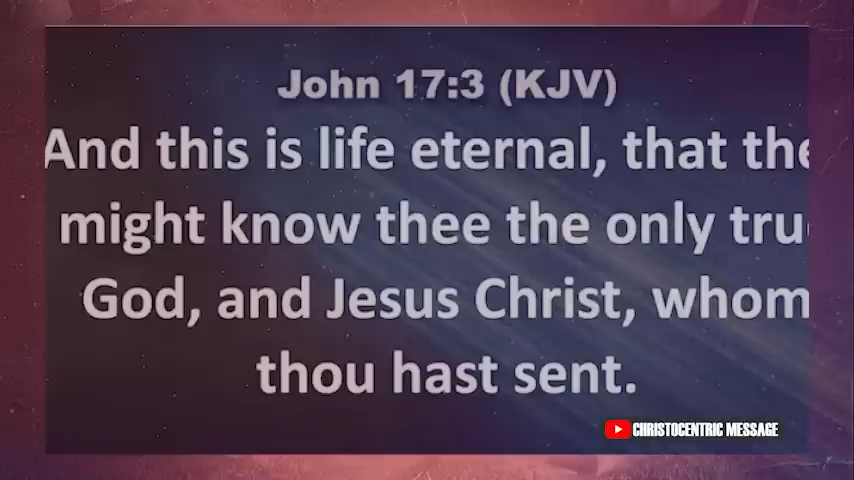 John 17:3 (KJV)
And this is life eternal, that the
might know thee the only tru
God, and Jesus Christ, whom
thou hast sent.
CHRISTOCENTRIC MESSAGE